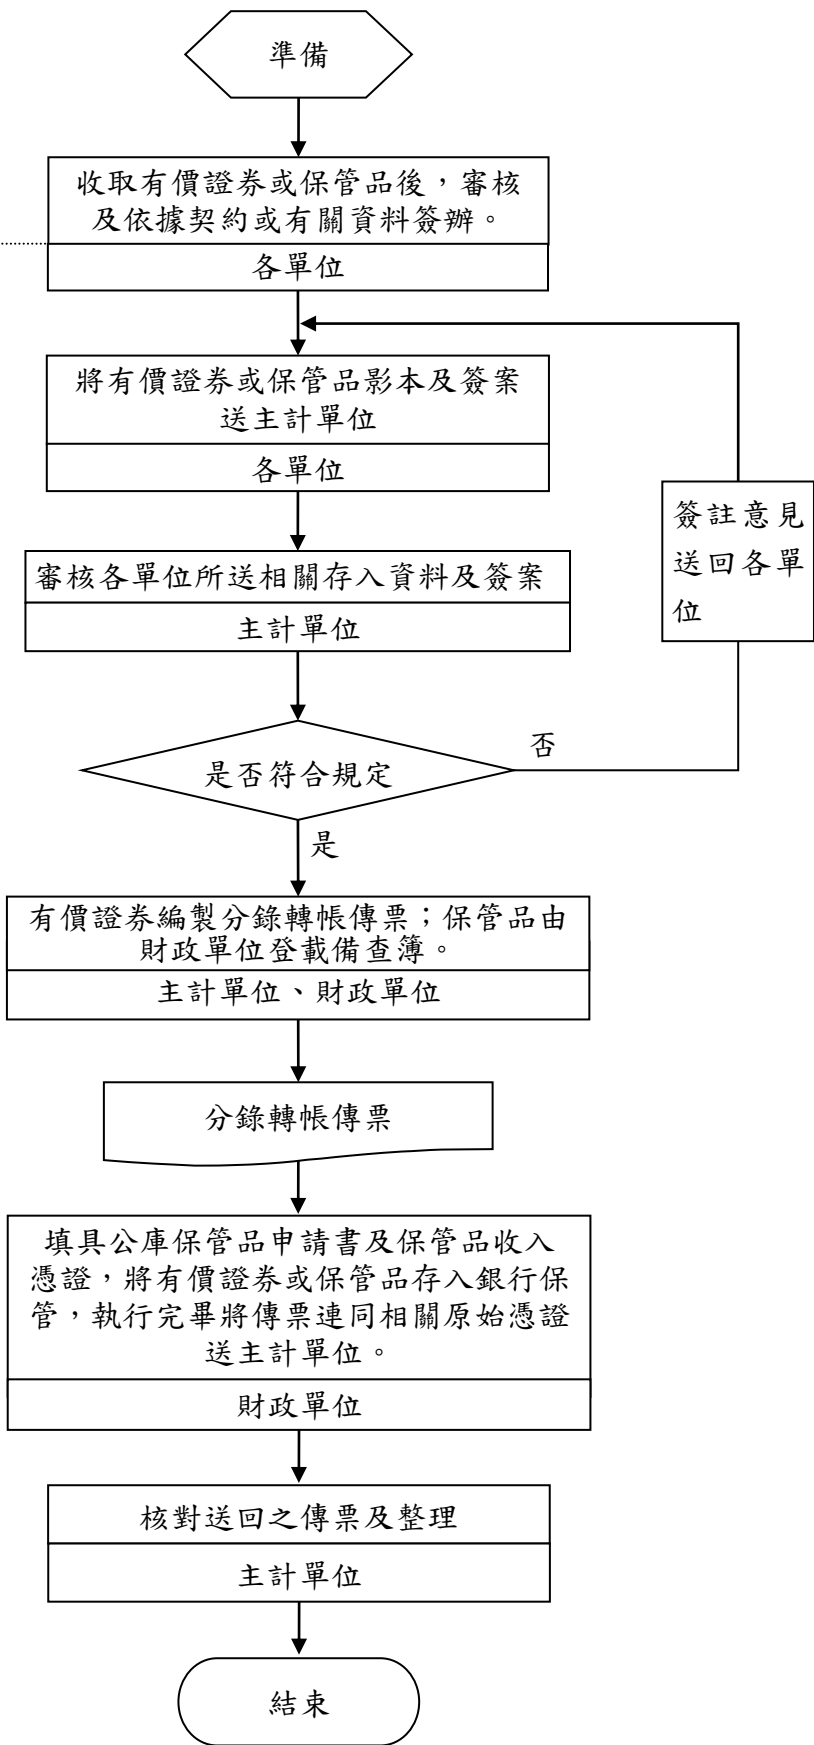 準備
收取有價證券或保管品後，審核
及依據契約或有關資料簽辦。
各單位
將有價證券或保管品影本及簽案
送主計單位
各單位
簽註意見
送回各單
位
審核各單位所送相關存入資料及簽案
主計單位
是否符合規定
否
是
有價證券編製分錄轉帳傳票；保管品由
財政單位登載備查簿。
主計單位、財政單位
分錄轉帳傳票
填具公庫保管品申請書及保管品收入
憑證，將有價證券或保管品存入銀行保
管，執行完畢將傳票連同相關原始憑證
送主計單位。
財政單位
核對送回之傳票及整理
主計單位
結束